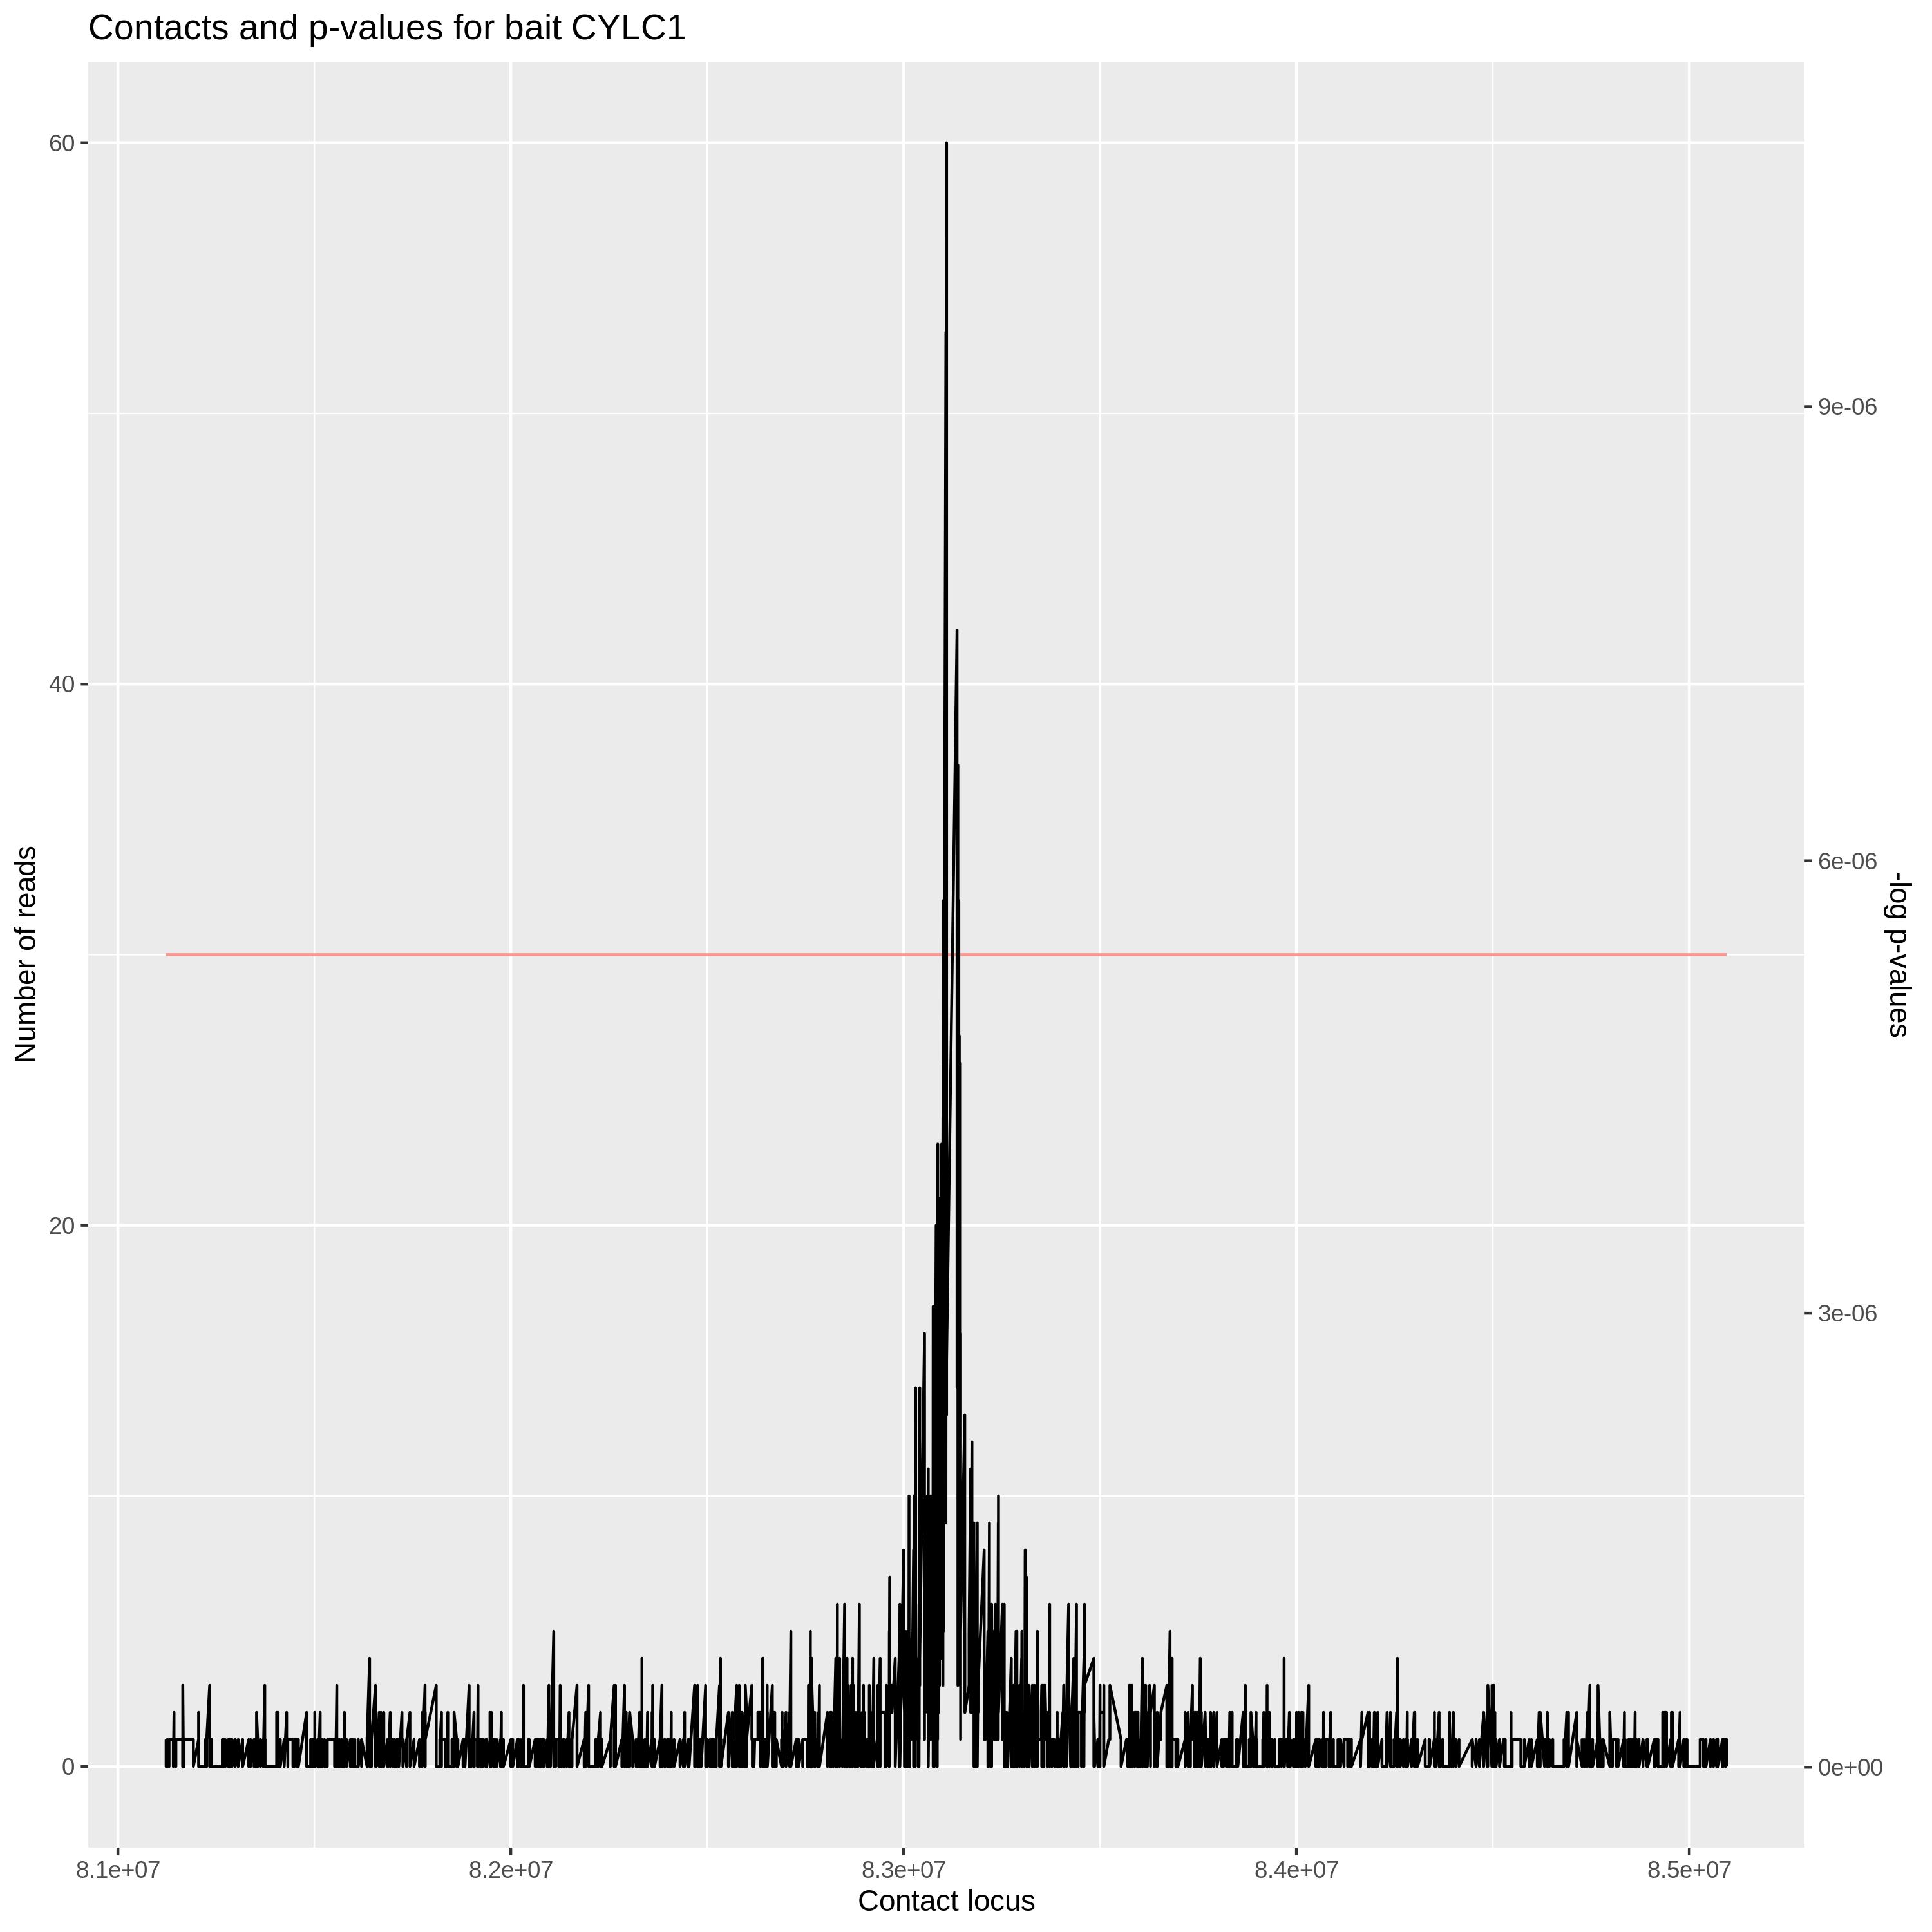 Contacts and p-values for bait CYLC1
60
40
20
0
Number of reads
9e-06
6e-06
3e-06
0e+00
-log p-values
8.1e+07
8.2e+07
8.3e+07
8.4e+07
8.5e+07
Contact locus